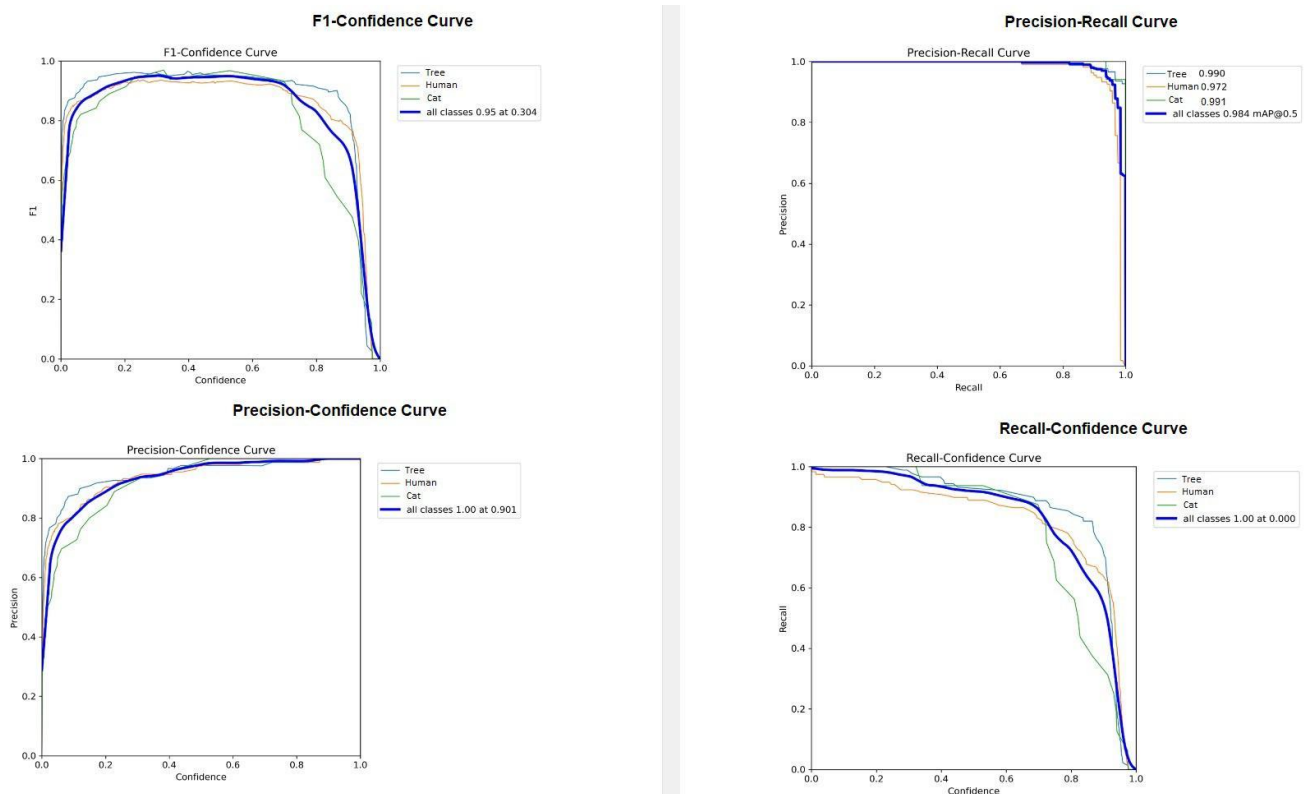 F1-Confidence Curve
F1-Confidence Curve
1.0
0.8
0.6
0.4
0.2
0.0
F1
0.0 0.2 0.4 0.6 0.8 1.0
Confidence
Tree
Human
Cat
all classes 0.95 at 0.304
Precision-Recall Curve
Precision-Recall Curve
1.0
0.8
0.6
0.4
0.2
0.0
Precision
0.0 0.2 0.4 0.6 0.8 1.0
Recall
Tree 0.990
Human 0.972
Cat 0.991
all classes 0.984 mAP@0.5
Precision-Confidence Curve
Precision-Confidence Curve
1.0
0.8
0.6
0.4
0.2
0.0
Precision
0.0 0.2 0.4 0.6 0.8 1.0
Confidence
Tree
Human
Cat
all classes 1.00 at 0.901
Recall-Confidence Curve
Recall-Confidence Curve
1.0
0.8
0.6
0.4
0.2
0.0
Recall
0.0 0.2 0.4 0.6 0.8 1.0
Confidence
Tree
Human
Cat
all classes 1.00 at 0.000